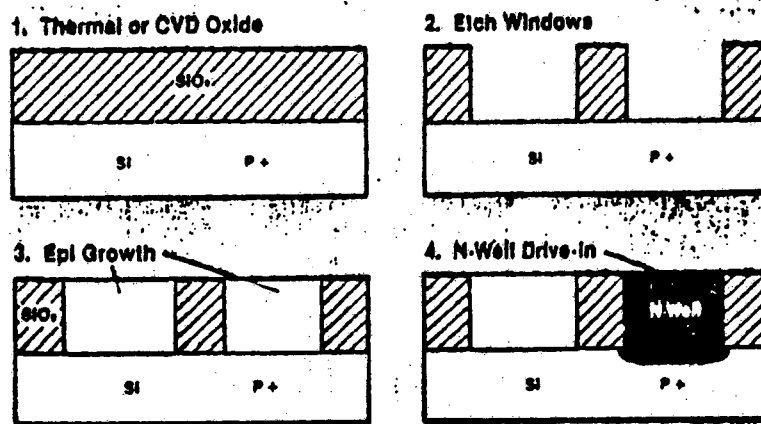 1. Thermal or CVD Oxide
SiO₂
Si P+
2. Etch Windows
Si P+
3. Epi Growth
SiO₂
Si P+
4. N-Well Drive-In
N-Well
Si P+